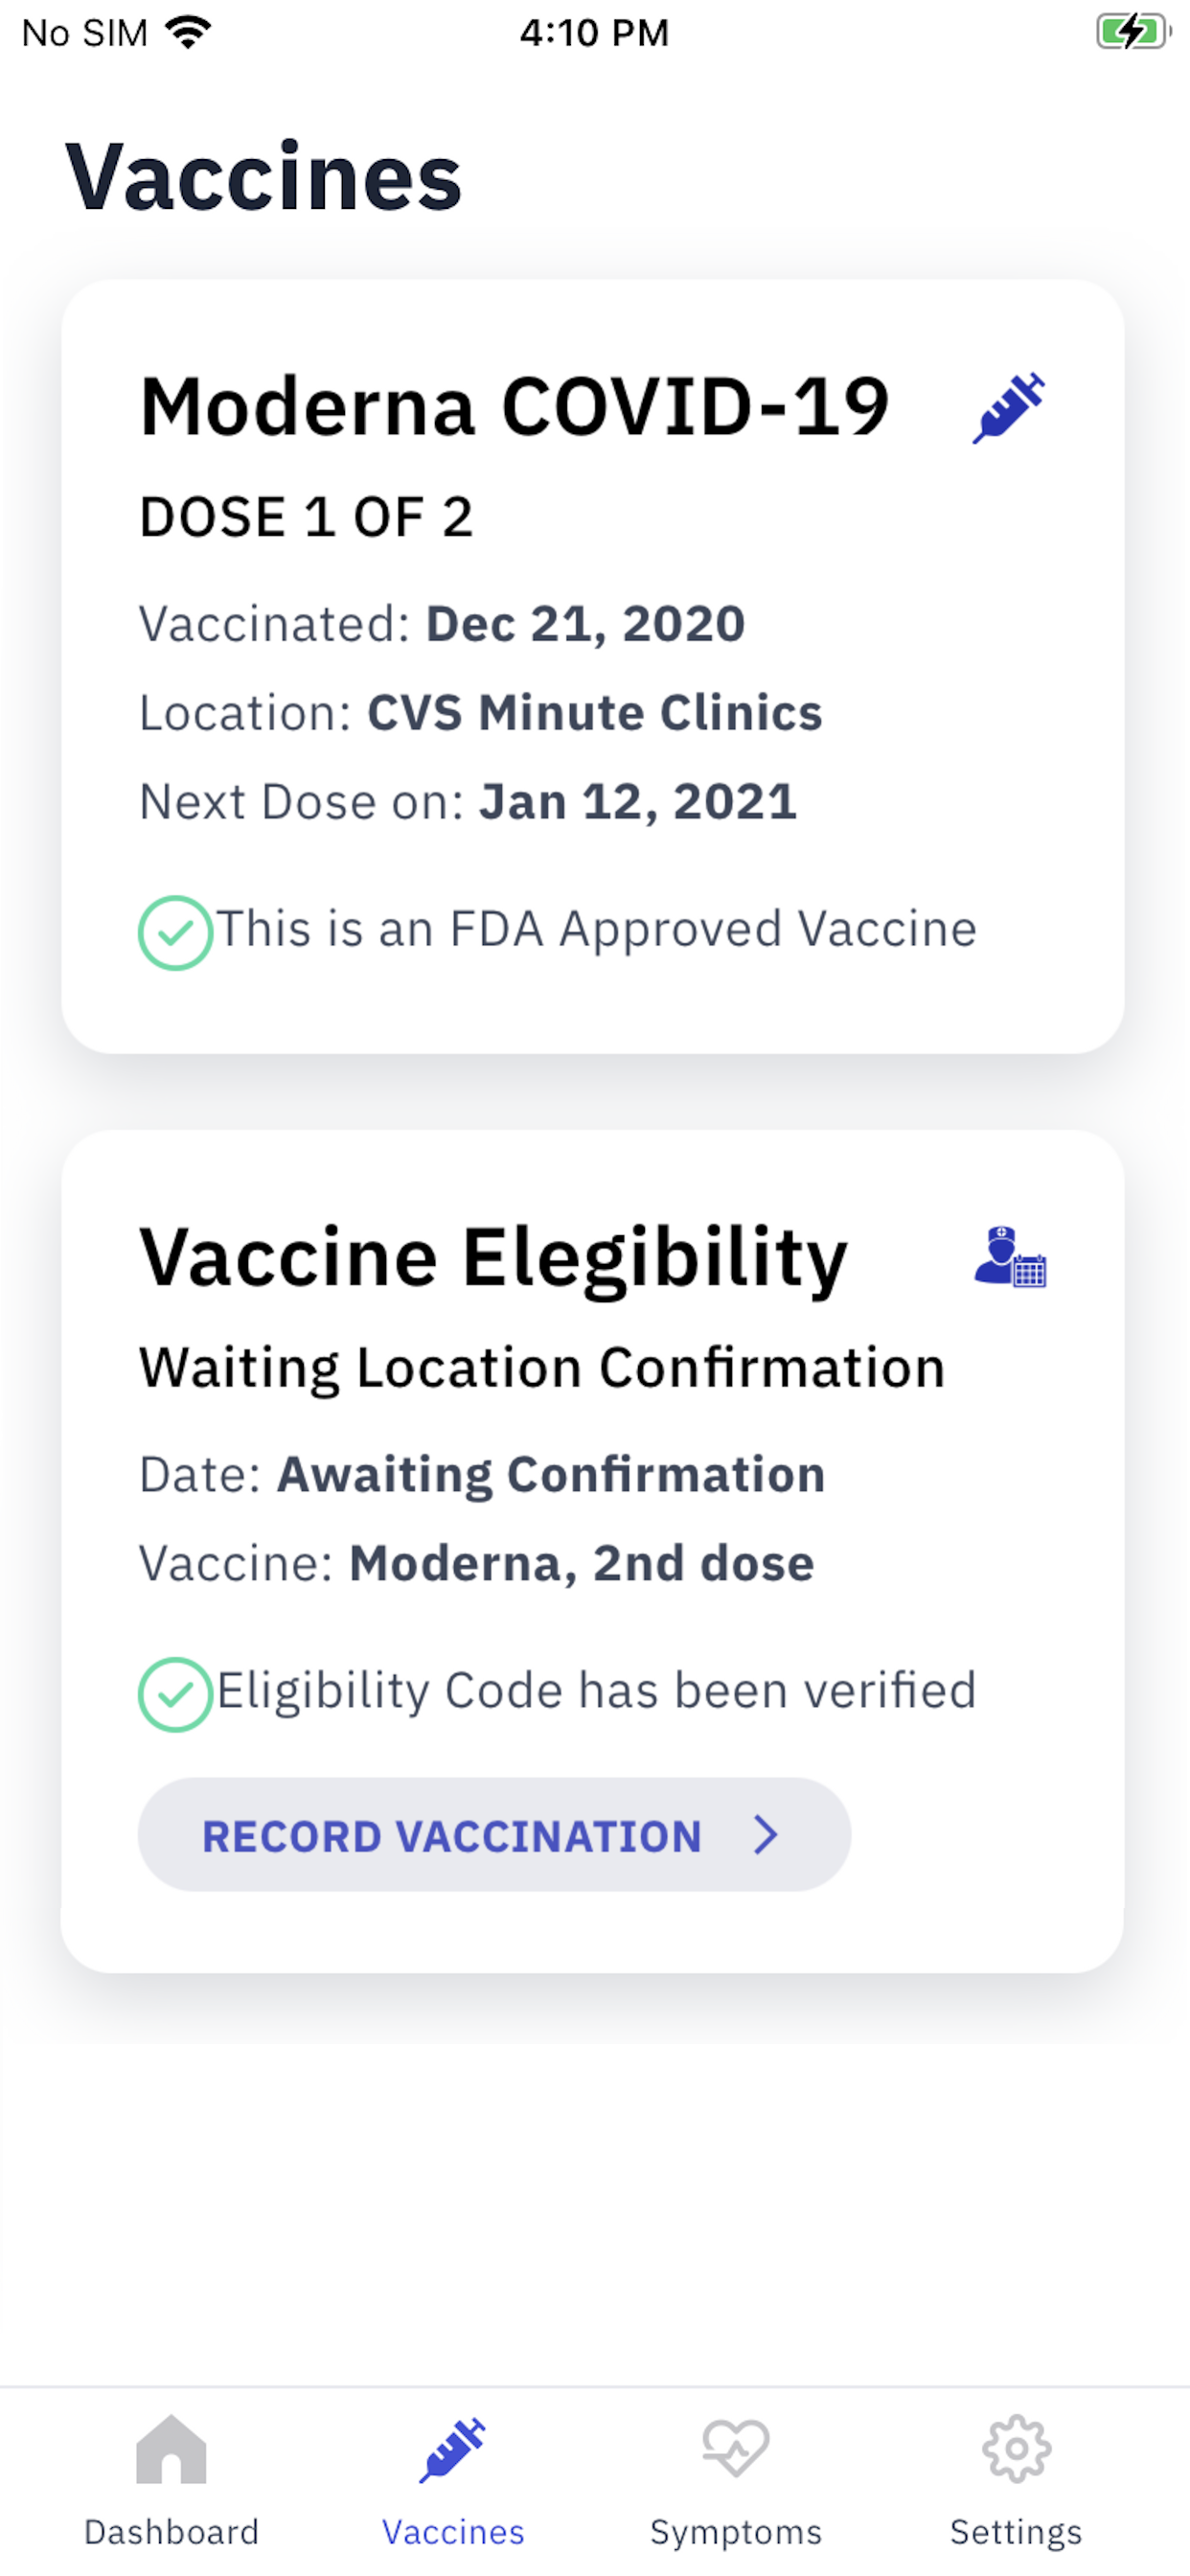 No SIM
4:10 PM
Vaccines
Moderna COVID-19
DOSE 1 OF 2
Vaccinated: Dec 21, 2020
Location: CVS Minute Clinics
Next Dose on: Jan 12, 2021
This is an FDA Approved Vaccine
Vaccine Elegibility
Waiting Location Confirmation
Date: Awaiting Confirmation
Vaccine: Moderna, 2nd dose
Eligibility Code has been verified
RECORD VACCINATION
Dashboard
Vaccines
Symptoms
Settings